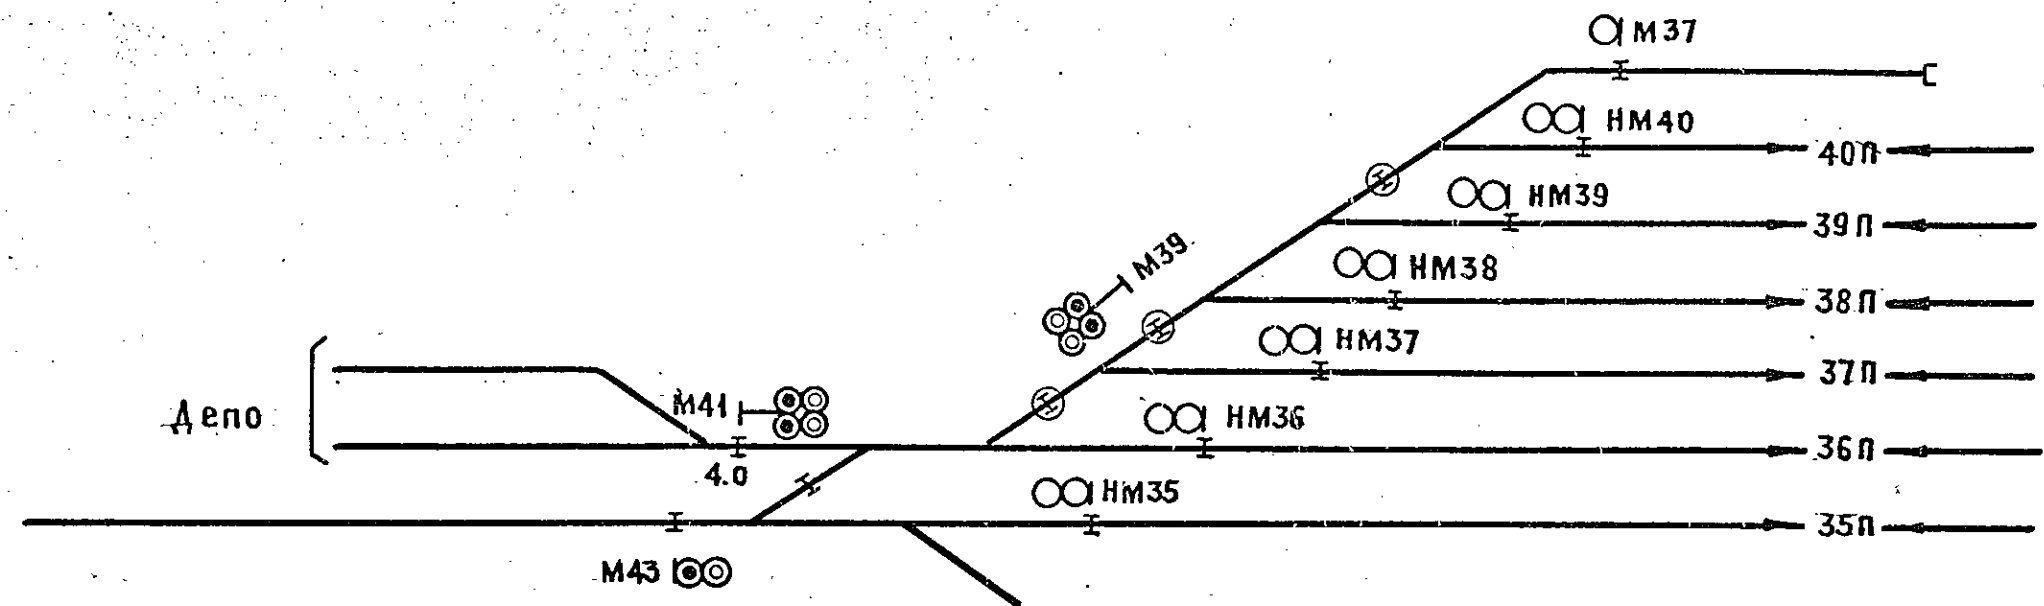 М37
НМ40
40П
НМ39
39П
М39
НМ38
38П
НМ37
37П
М41
Депо
НМ36
36П
4.0
НМ35
35П
М43